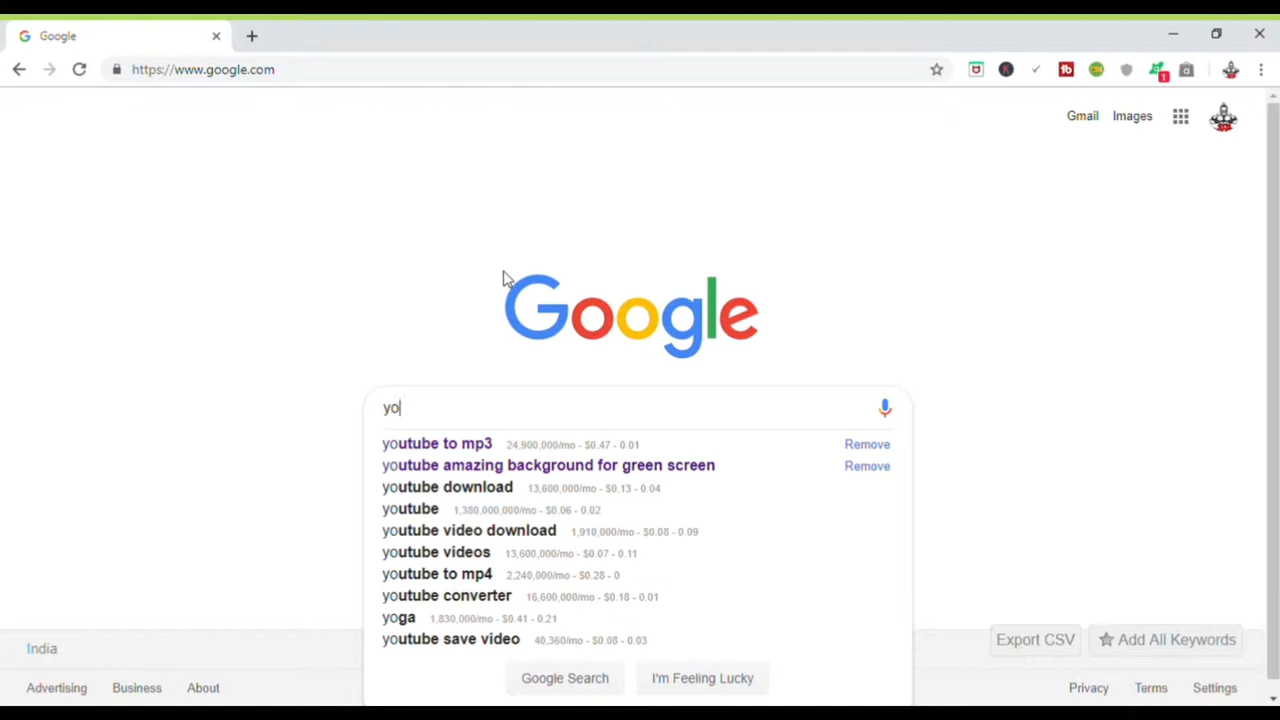 Google
https://www.google.com
1
Gmail Images
Google
yo
youtube to mp3 24,900,000/mo - $0.47 - 0.01 Remove
youtube amazing background for green screen Remove
youtube download 13,600,000/mo - $0.13 - 0.04
youtube 1,380,000,000/mo - $0.06 - 0.02
youtube video download 1,910,000/mo - $0.08 - 0.09
youtube videos 13,600,000/mo - $0.07 - 0.11
youtube to mp4 2,240,000/mo - $0.28 - 0
youtube converter 16,600,000/mo - $0.18 - 0.01
yoga 1,830,000/mo - $0.41 - 0.21
youtube save video 40,360/mo - $0.08 - 0.03
India Export CSV Add All Keywords
Google Search I'm Feeling Lucky
Advertising Business About Privacy Terms Settings